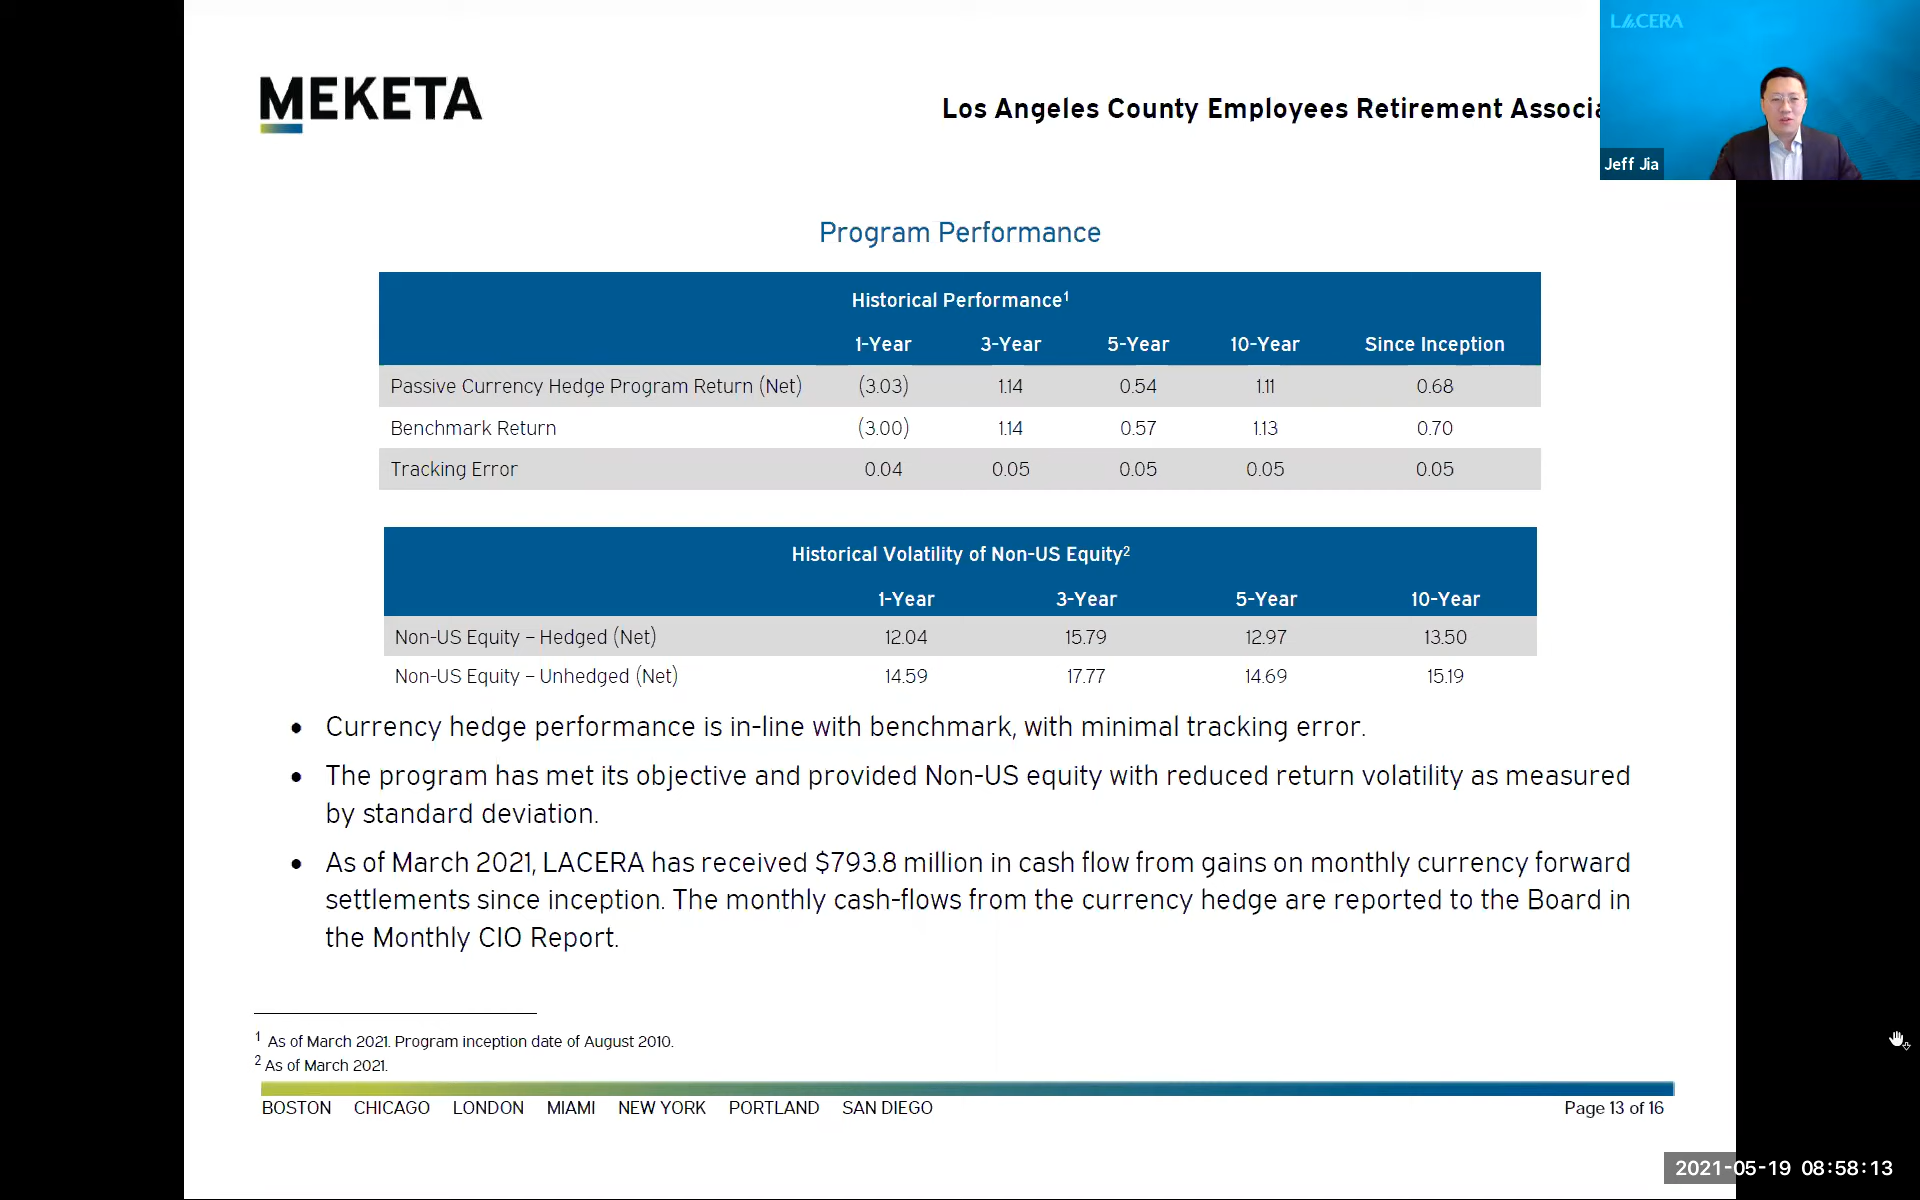 MEKETA
Los Angeles County Employees Retirement Associa
LACERA
Jeff Jia
Program Performance
Historical Performance¹
1-Year 3-Year 5-Year 10-Year Since Inception
Passive Currency Hedge Program Return (Net) (3.03) 1.14 0.54 1.11 0.68
Benchmark Return (3.00) 1.14 0.57 1.13 0.70
Tracking Error 0.04 0.05 0.05 0.05 0.05
Historical Volatility of Non-US Equity²
1-Year 3-Year 5-Year 10-Year
Non-US Equity – Hedged (Net) 12.04 15.79 12.97 13.50
Non-US Equity – Unhedged (Net) 14.59 17.77 14.69 15.19
• Currency hedge performance is in-line with benchmark, with minimal tracking error.
• The program has met its objective and provided Non-US equity with reduced return volatility as measured
by standard deviation.
• As of March 2021, LACERA has received $793.8 million in cash flow from gains on monthly currency forward
settlements since inception. The monthly cash-flows from the currency hedge are reported to the Board in
the Monthly CIO Report.
¹ As of March 2021. Program inception date of August 2010.
² As of March 2021.
BOSTON CHICAGO LONDON MIAMI NEW YORK PORTLAND SAN DIEGO
Page 13 of 16
2021-05-19 08:58:13